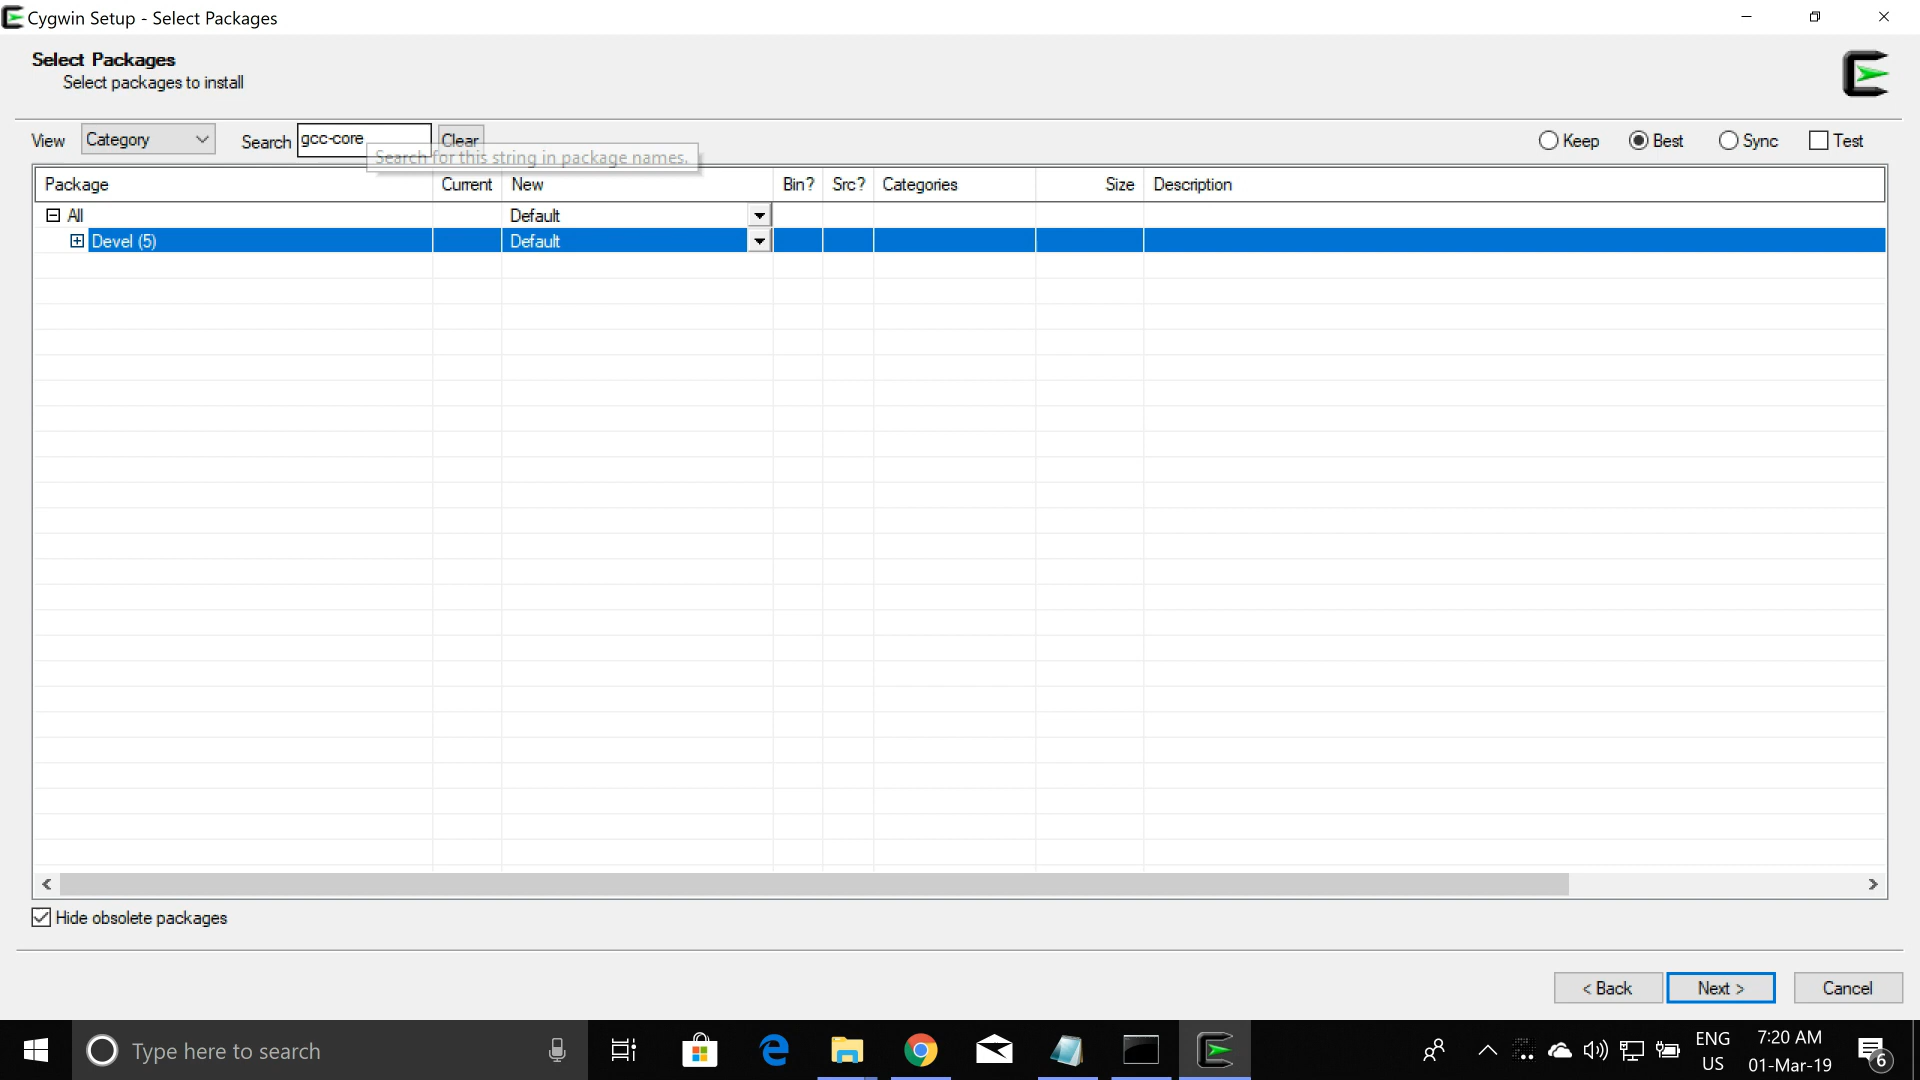 Cygwin Setup - Select Packages
Select Packages
Select packages to install
View Category Search gcc-core Clear Keep Best Sync Test
Search for this string in package names.
Package Current New Bin? Src? Categories Size Description
All Default
Devel (5) Default
Hide obsolete packages
< Back Next > Cancel
Type here to search
ENG
US
7:20 AM
01-Mar-19
6